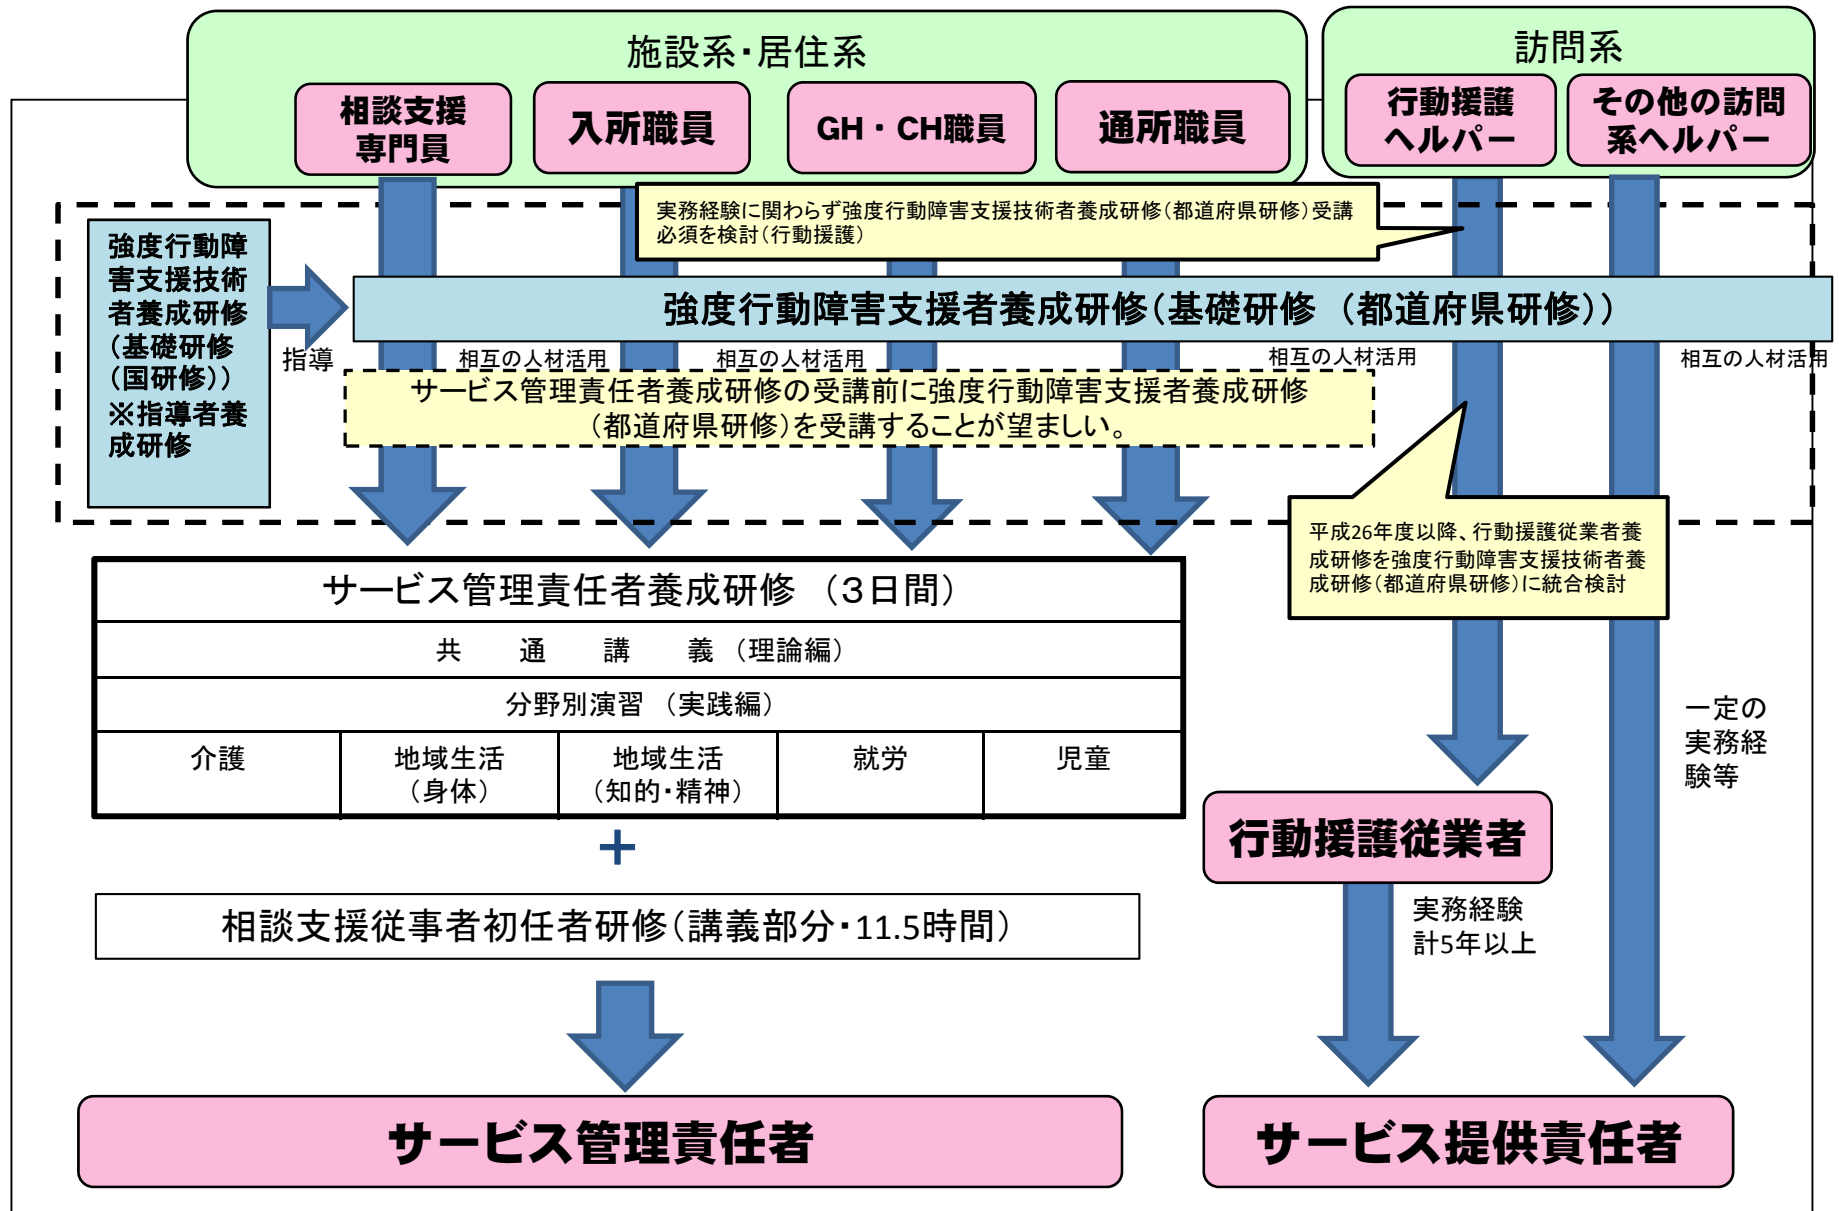 施設系・居住系
訪問系
相談支援
専門員
入所職員
GH・CH職員
通所職員
行動援護
ヘルパー
その他の訪問
系ヘルパー
実務経験に関わらず強度行動障害支援技術者養成研修(都道府県研修)受講
必須を検討(行動援護)
強度行動障
害支援技術
者養成研修
(基礎研修
(国研修))
※指導者養
成研修
指導
強度行動障害支援者養成研修(基礎研修 (都道府県研修))
相互の人材活用
相互の人材活用
相互の人材活用
相互の人材活用
サービス管理責任者養成研修の受講前に強度行動障害支援者養成研修
(都道府県研修)を受講することが望ましい。
平成26年度以降、行動援護従業者養
成研修を強度行動障害支援技術者養
成研修(都道府県研修)に統合検討
サービス管理責任者養成研修 (3日間)
共 通 講 義 (理論編)
分野別演習 (実践編)
介護
地域生活
(身体)
地域生活
(知的・精神)
就労
児童
+
相談支援従事者初任者研修(講義部分・11.5時間)
一定の
実務経
験等
行動援護従業者
実務経験
計5年以上
サービス管理責任者
サービス提供責任者